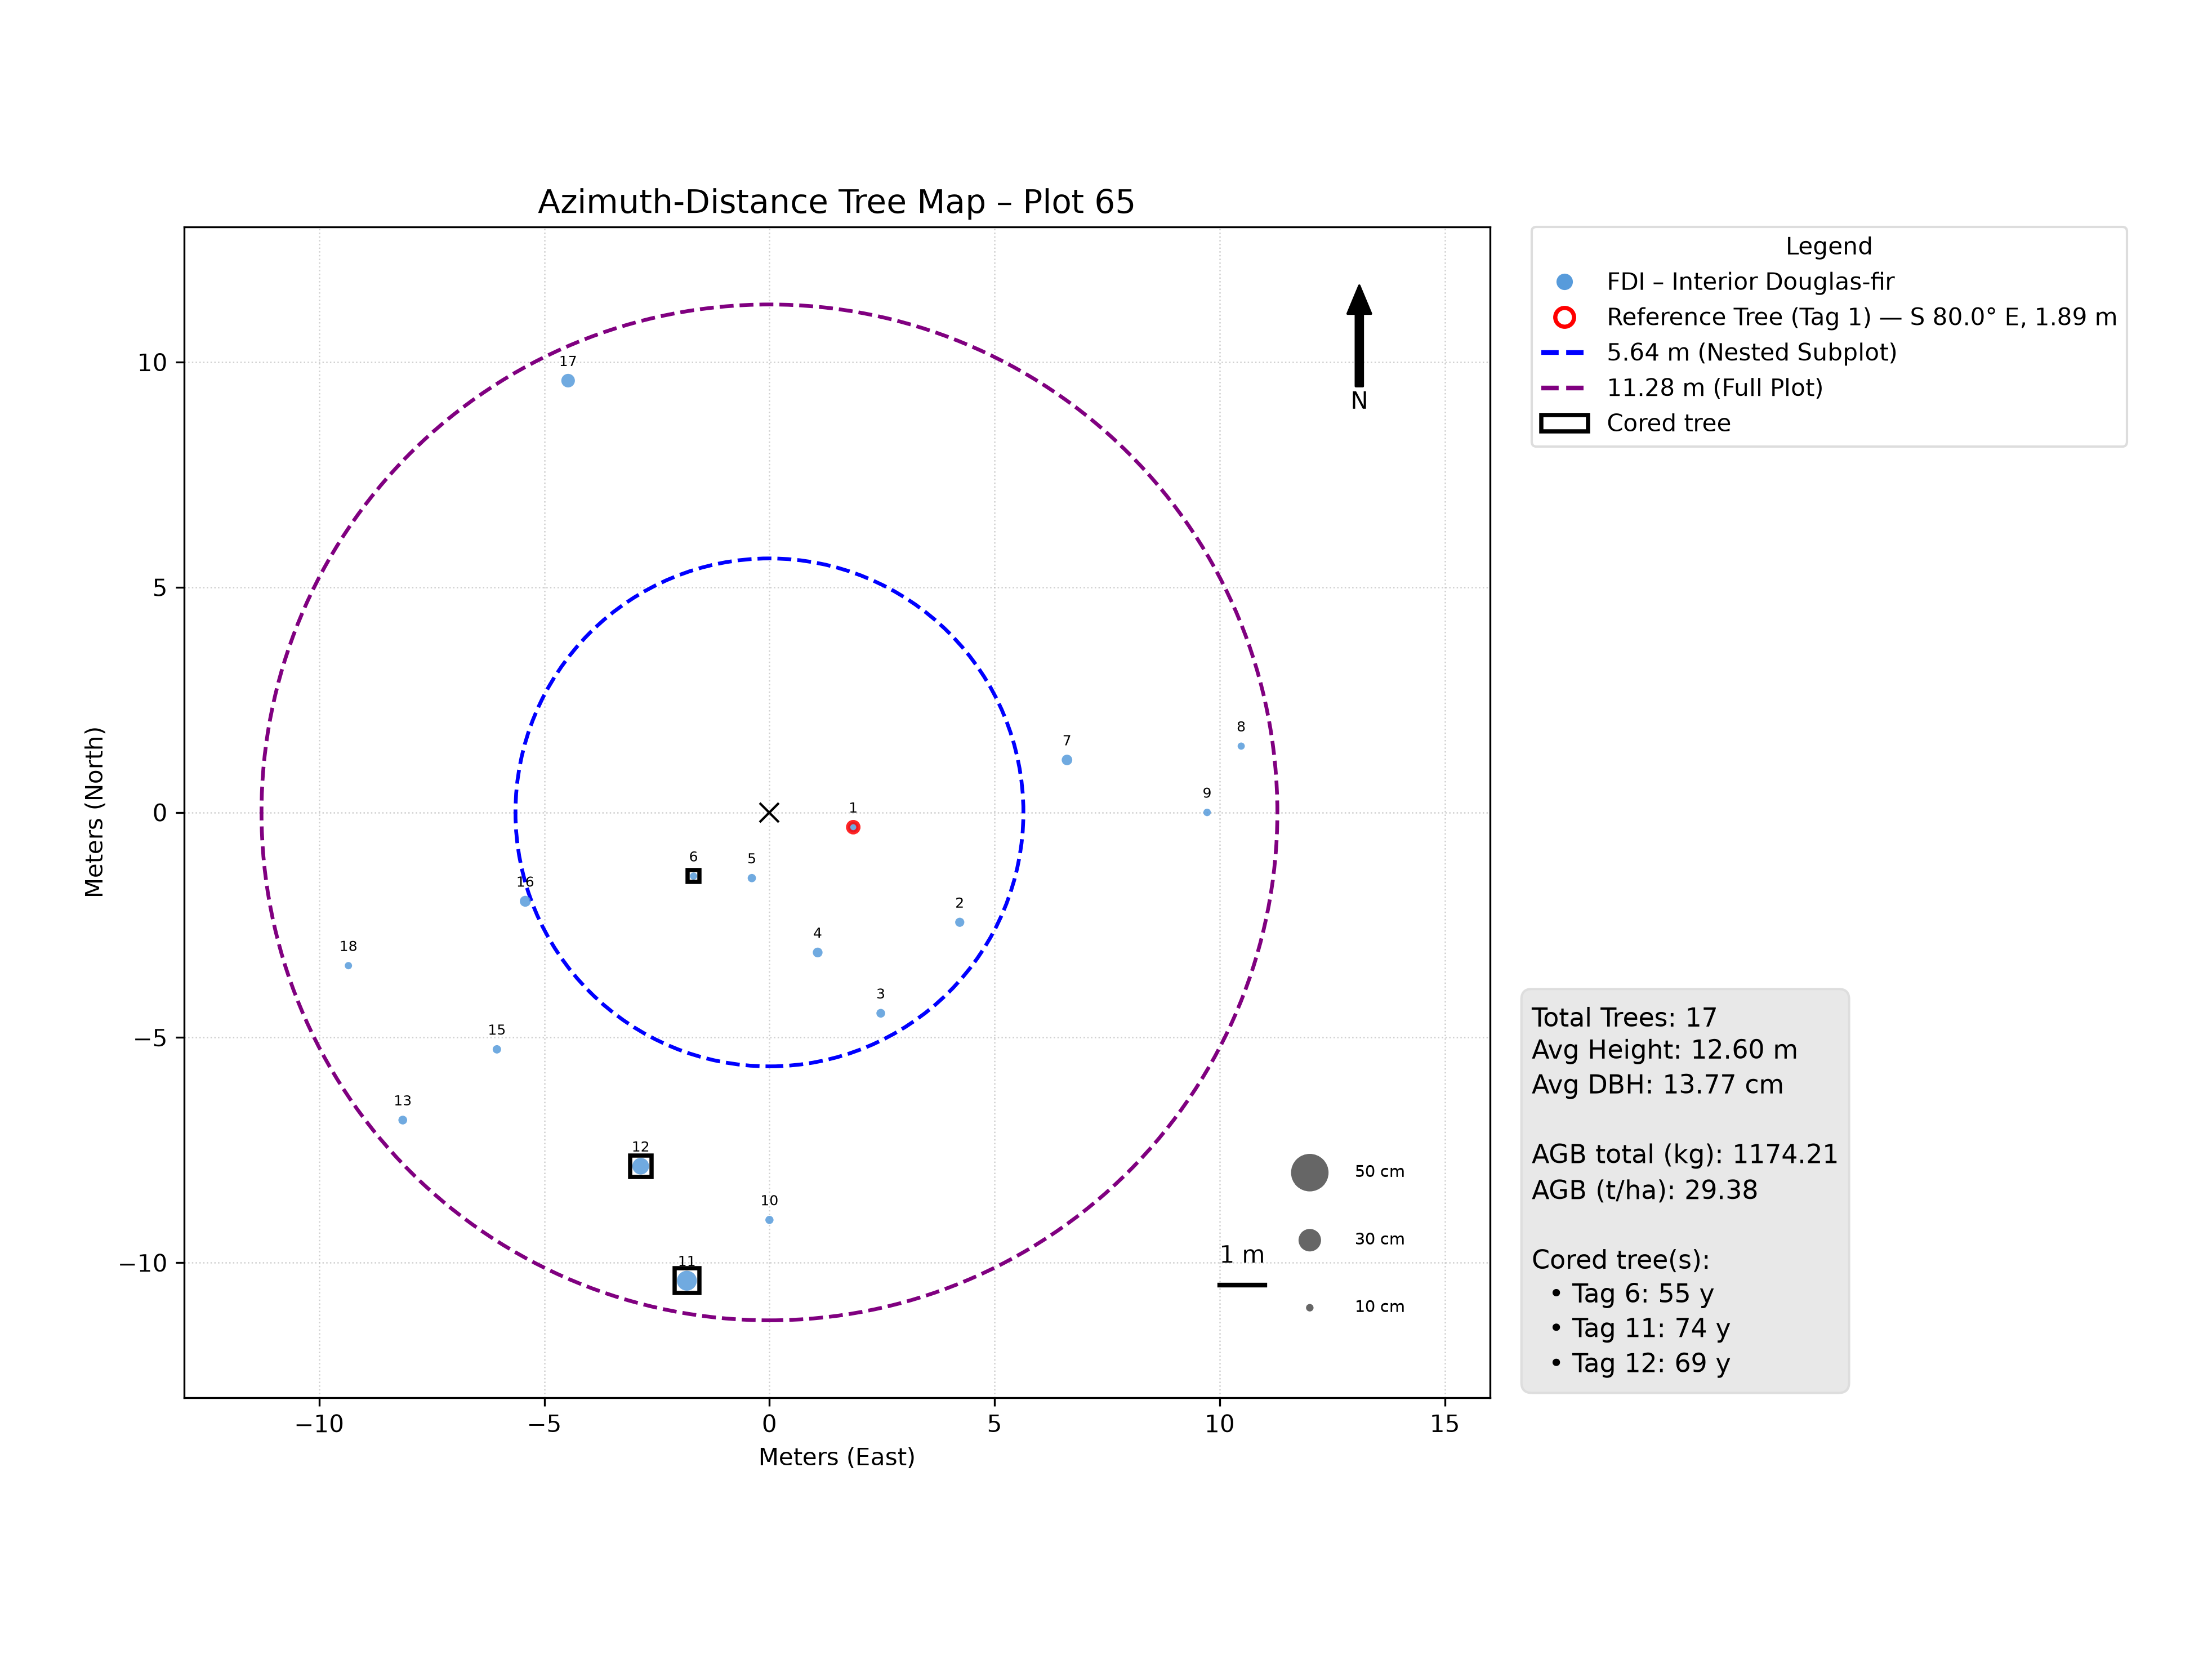 Azimuth-Distance Tree Map – Plot 65
Legend
FDI – Interior Douglas-fir
Reference Tree (Tag 1) — S 80.0° E, 1.89 m
5.64 m (Nested Subplot)
11.28 m (Full Plot)
Cored tree
N
17
7
8
9
1
6
5
16
2
4
18
3
15
13
12
10
11
50 cm
30 cm
10 cm
1 m
10
5
0
−5
−10
Meters (North)
−10
−5
0
5
10
15
Meters (East)
Total Trees: 17
Avg Height: 12.60 m
Avg DBH: 13.77 cm
AGB total (kg): 1174.21
AGB (t/ha): 29.38
Cored tree(s):
• Tag 6: 55 y
• Tag 11: 74 y
• Tag 12: 69 y